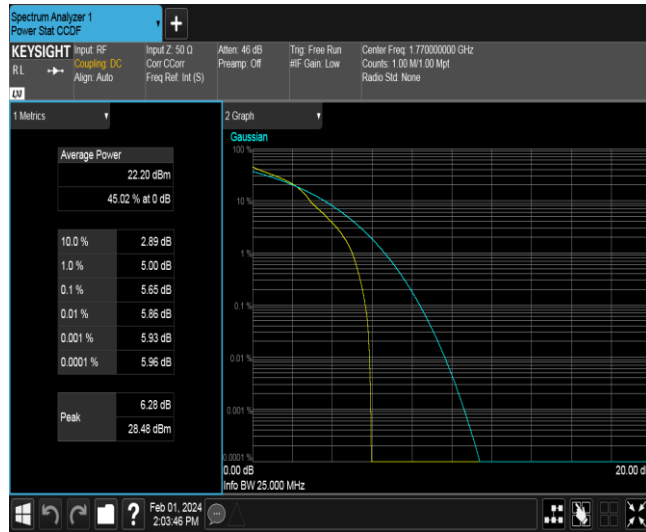 Spectrum Analyzer 1
Power Stat CCDF
+
KEYSIGHT
RL
LXI
Input: RF
Coupling: DC
Align: Auto
Input Z: 50 Ω
Corr CCorr
Freq Ref: Int (S)
Atten: 46 dB
Preamp: Off
Trig: Free Run
#IF Gain: Low
Center Freq: 1.770000000 GHz
Counts: 1.00 M/1.00 Mpt
Radio Std: None
1 Metrics
Average Power
22.20 dBm
45.02 % at 0 dB
10.0 % 2.89 dB
1.0 % 5.00 dB
0.1 % 5.65 dB
0.01 % 5.86 dB
0.001 % 5.93 dB
0.0001 % 5.96 dB
Peak
6.28 dB
28.48 dBm
2 Graph
Gaussian
100 %
10 %
1 %
0.1 %
0.01 %
0.001 %
0.0001 %
0.00 dB
20.00 dB
Info BW 25.000 MHz
?
Feb 01, 2024
2:03:46 PM